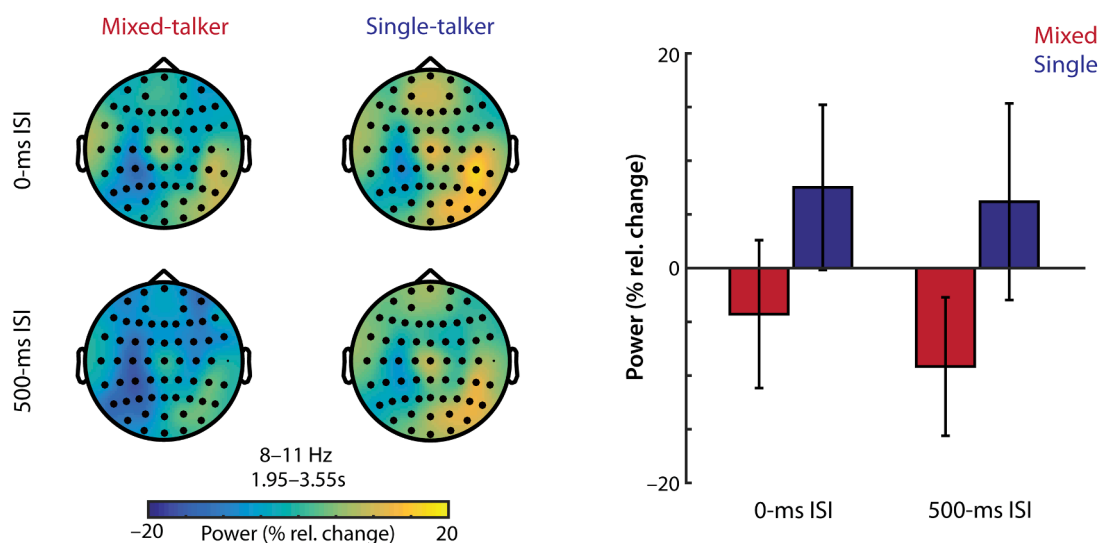 Mixed-talker
Single-talker
0-ms ISI
500-ms ISI
8–11 Hz
1.95–3.55s
−20
Power (% rel. change)
20
Mixed
Single
Power (% rel. change)
20
0
−20
0-ms ISI
500-ms ISI